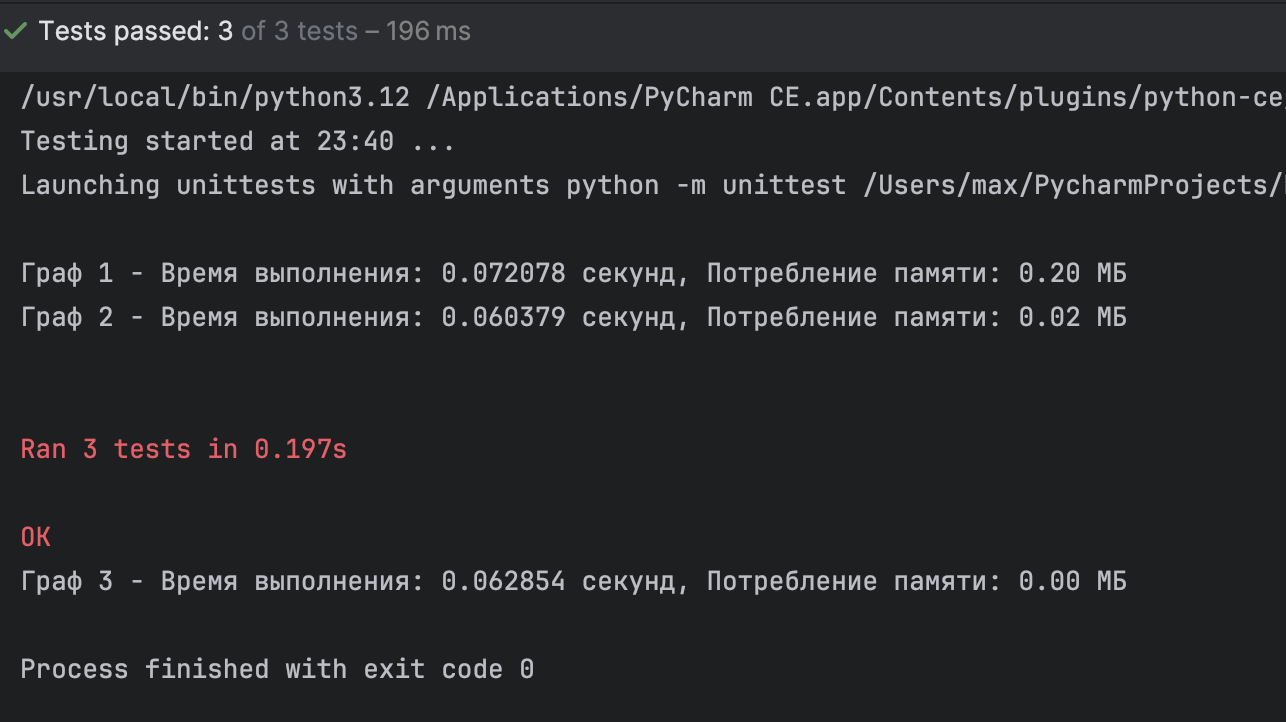 Tests passed: 3 of 3 tests – 196 ms
/usr/local/bin/python3.12 /Applications/PyCharm CE.app/Contents/plugins/python-ce
Testing started at 23:40 ...
Launching unittests with arguments python -m unittest /Users/max/PycharmProjects/
Граф 1 - Время выполнения: 0.072078 секунд, Потребление памяти: 0.20 МБ
Граф 2 - Время выполнения: 0.060379 секунд, Потребление памяти: 0.02 МБ
Ran 3 tests in 0.197s
OK
Граф 3 - Время выполнения: 0.062854 секунд, Потребление памяти: 0.00 МБ
Process finished with exit code 0